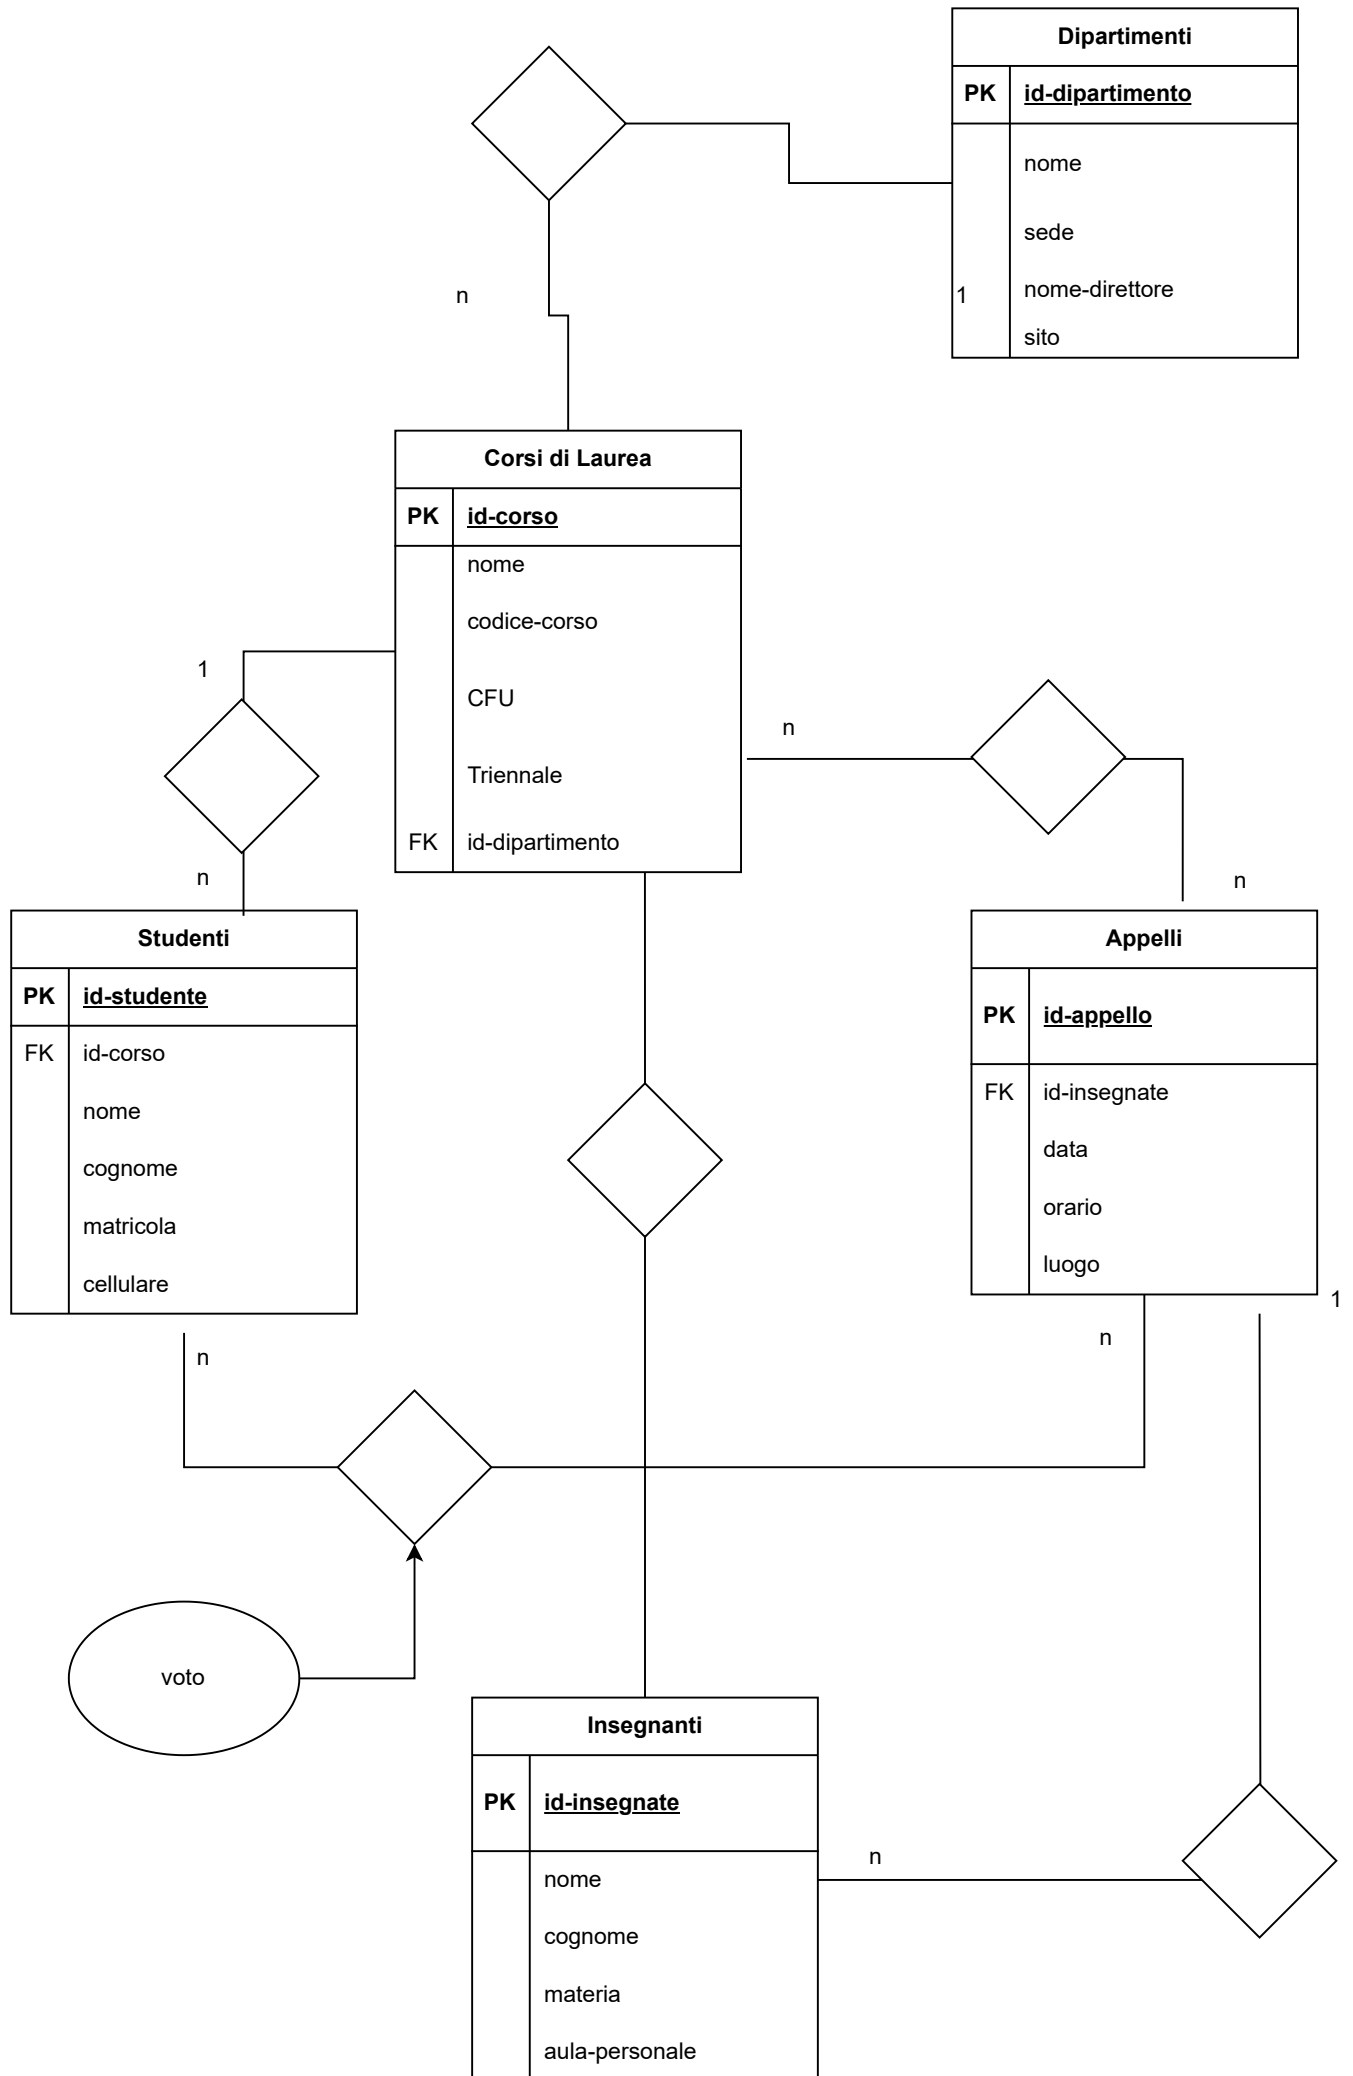 Dipartimenti
PK id-dipartimento
nome
sede
n
1 nome-direttore
sito
Corsi di Laurea
PK id-corso
nome
codice-corso
1
CFU
n
Triennale
FK id-dipartimento
n
n
Studenti
Appelli
PK id-studente
PK id-appello
FK id-corso
FK id-insegnate
nome
data
cognome
orario
matricola
luogo
cellulare
1
n
n
voto
Insegnanti
PK id-insegnate
n
nome
cognome
materia
aula-personale